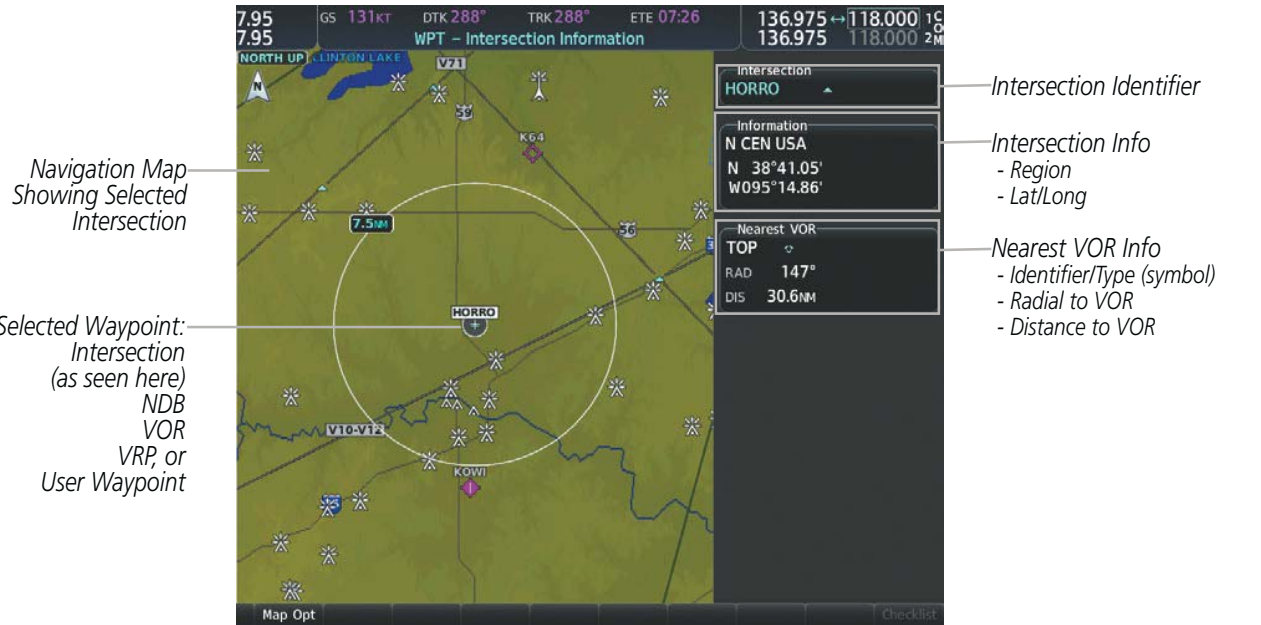 7.95
7.95
GS 131KT DTK 288° TRK 288° ETE 07:26
WPT – Intersection Information
136.975 ↔ 118.000 1 C
O
136.975 118.000 2 M
NORTH UP
CLINTON LAKE
N
V71
59
K64
7.5NM
56
HORRO
V10-V12
KOWI
35
Map Opt
Checklist
Intersection
HORRO
Information
N CEN USA
N 38°41.05'
W095°14.86'
Nearest VOR
TOP
RAD 147°
DIS 30.6NM
Navigation Map
Showing Selected
Intersection
Selected Waypoint:
Intersection
(as seen here)
NDB
VOR
VRP, or
User Waypoint
Intersection Identifier
Intersection Info
- Region
- Lat/Long
Nearest VOR Info
- Identifier/Type (symbol)
- Radial to VOR
- Distance to VOR